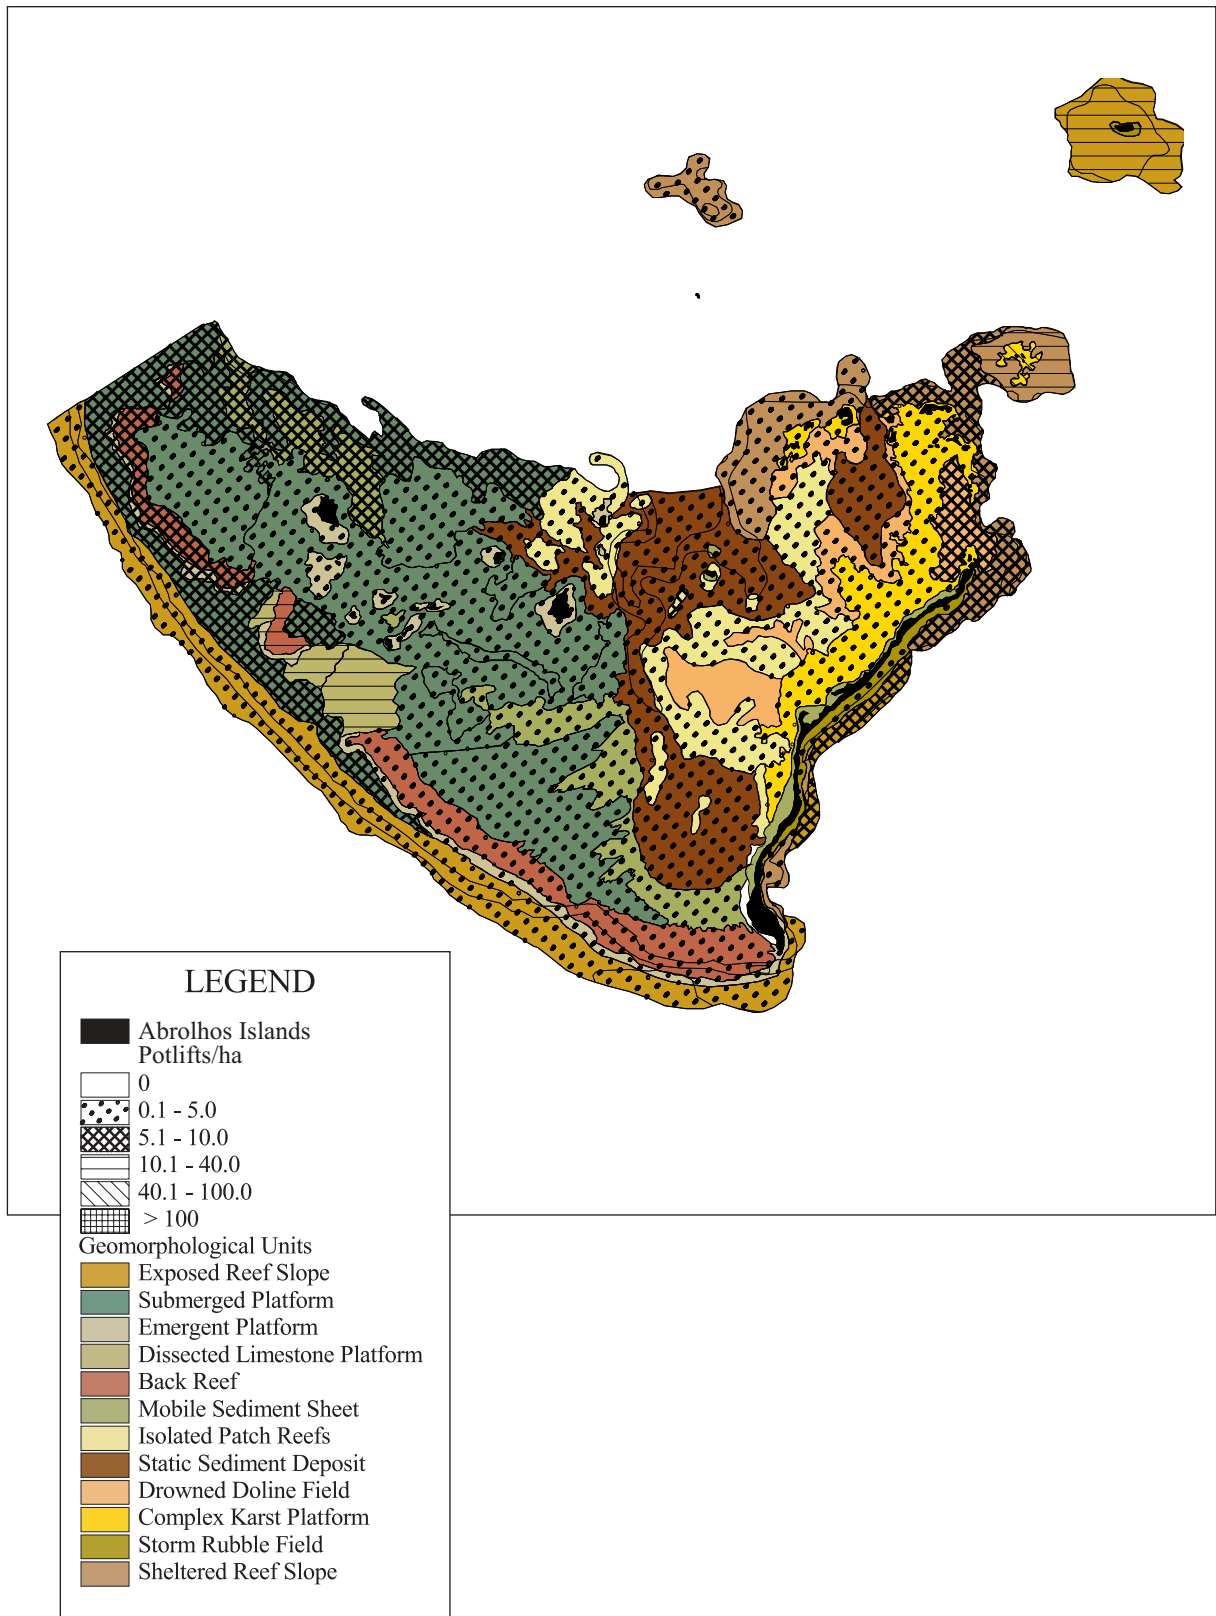 LEGEND
Abrolhos Islands
Potlifts/ha
0
0.1 - 5.0
5.1 - 10.0
10.1 - 40.0
40.1 - 100.0
> 100
Geomorphological Units
Exposed Reef Slope
Submerged Platform
Emergent Platform
Dissected Limestone Platform
Back Reef
Mobile Sediment Sheet
Isolated Patch Reefs
Static Sediment Deposit
Drowned Doline Field
Complex Karst Platform
Storm Rubble Field
Sheltered Reef Slope